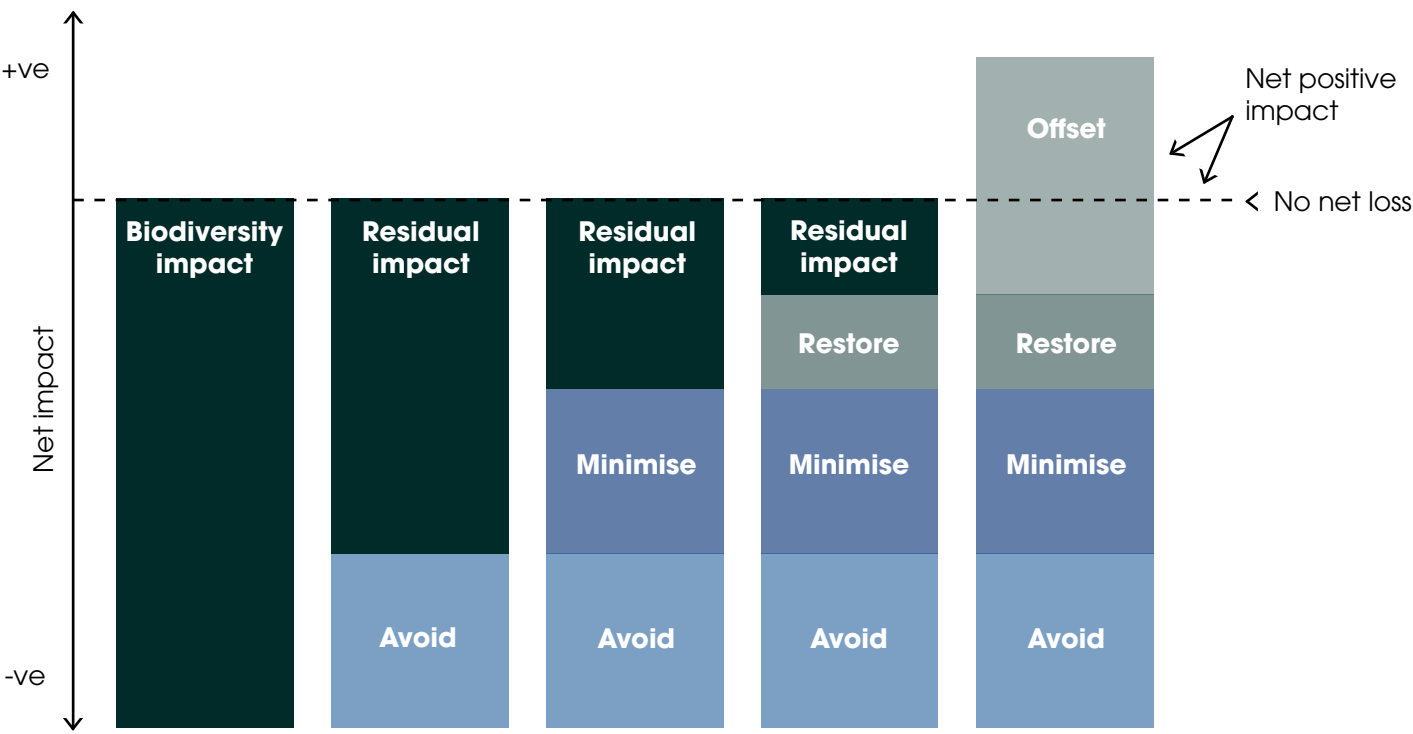 +ve
Net positive
impact
Offset
< No net loss
Biodiversity
impact
Residual
impact
Residual
impact
Residual
impact
Restore
Restore
Net impact
Minimise
Minimise
Minimise
Avoid
Avoid
Avoid
Avoid
-ve